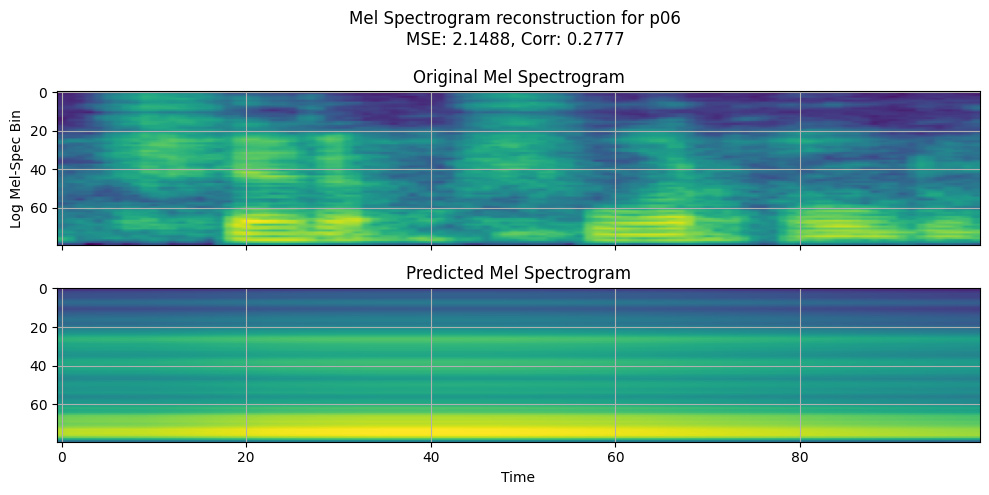 Mel Spectrogram reconstruction for p06
MSE: 2.1488, Corr: 0.2777
Original Mel Spectrogram
0
20
40
60
Log Mel-Spec Bin
Predicted Mel Spectrogram
0
20
40
60
0 20 40 60 80
Time